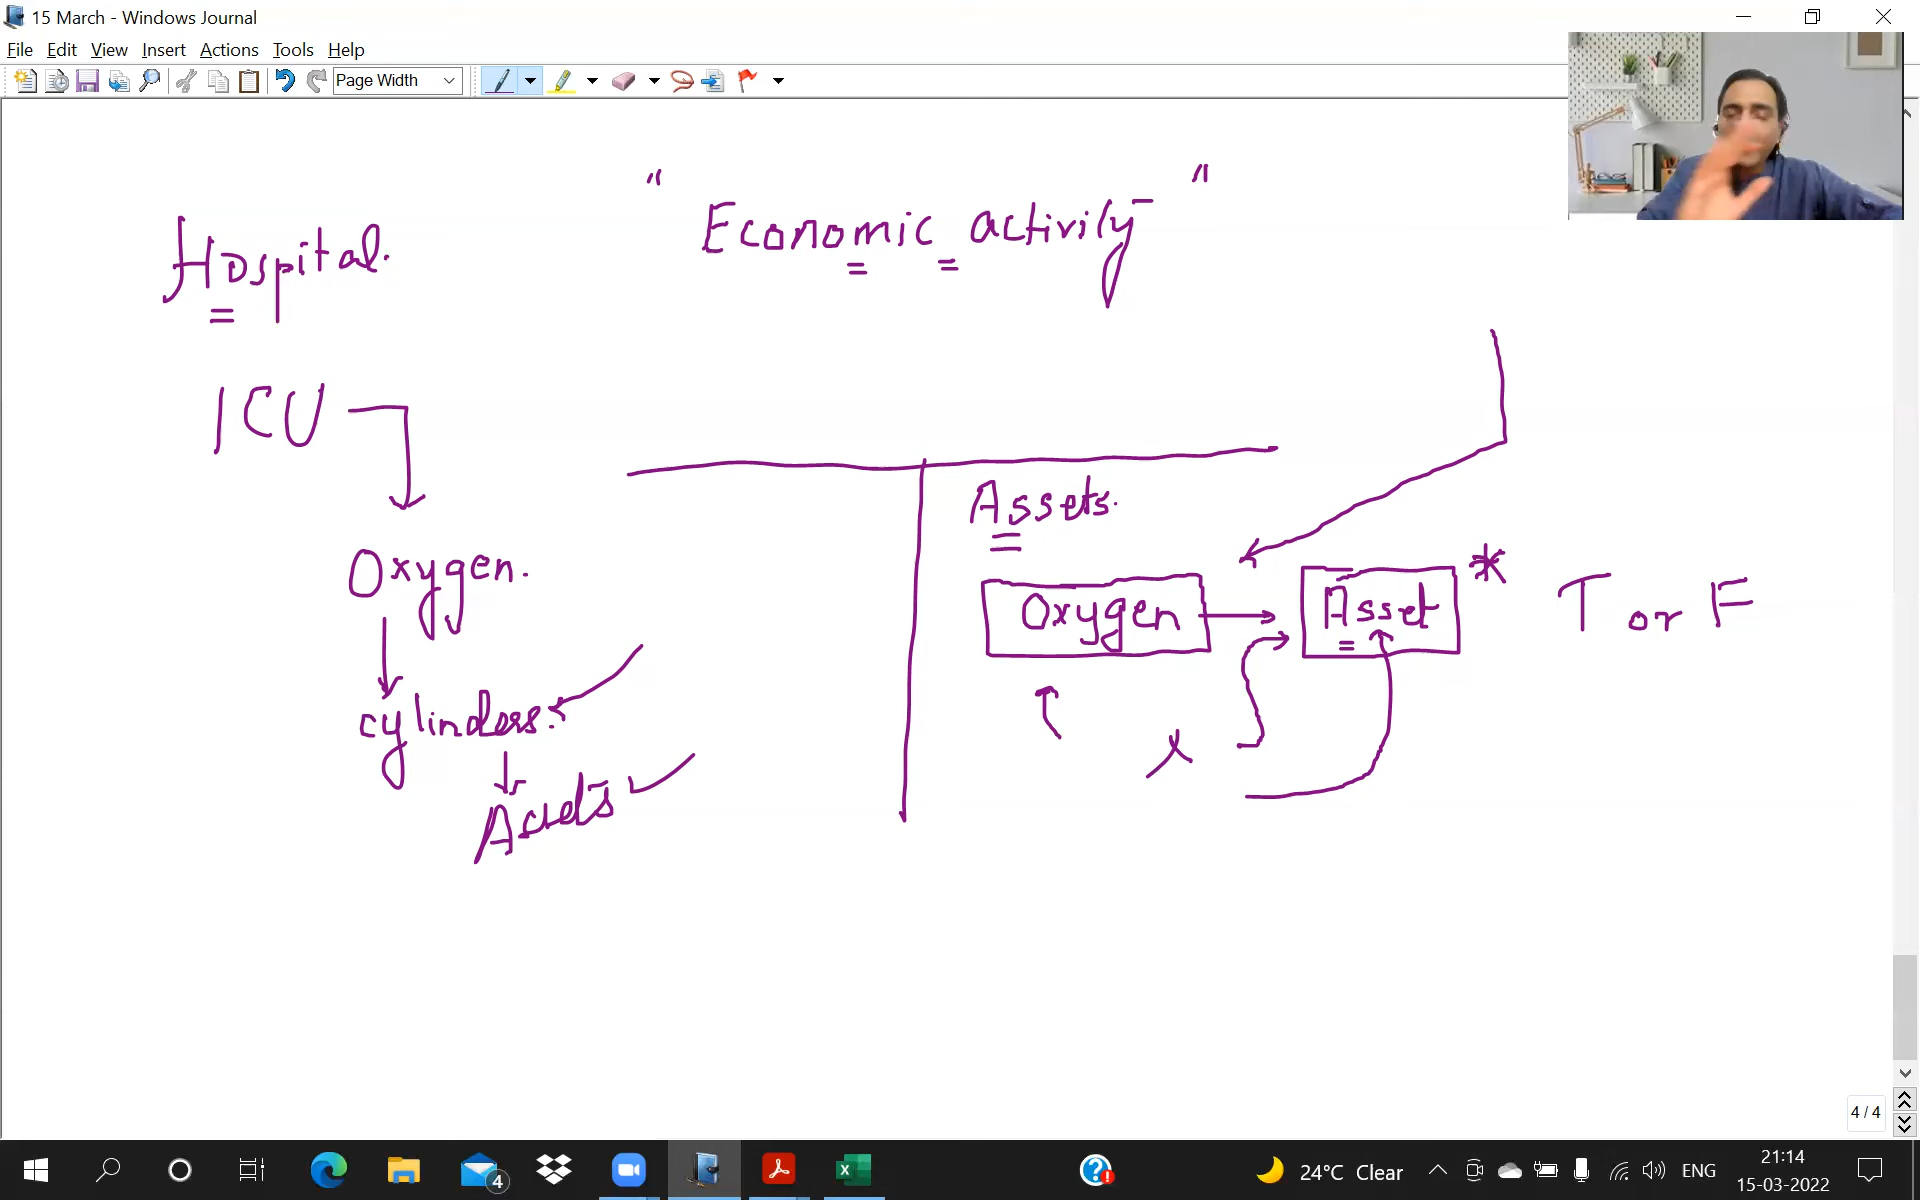 15 March - Windows Journal
File Edit View Insert Actions Tools Help
Page Width
" Economic activity "
Hospital.
ICU
Assets.
Oxygen.
Oxygen
Asset *
T or F
cylinders.
Assets
4 / 4
4
24°C Clear
ENG
21:14
15-03-2022